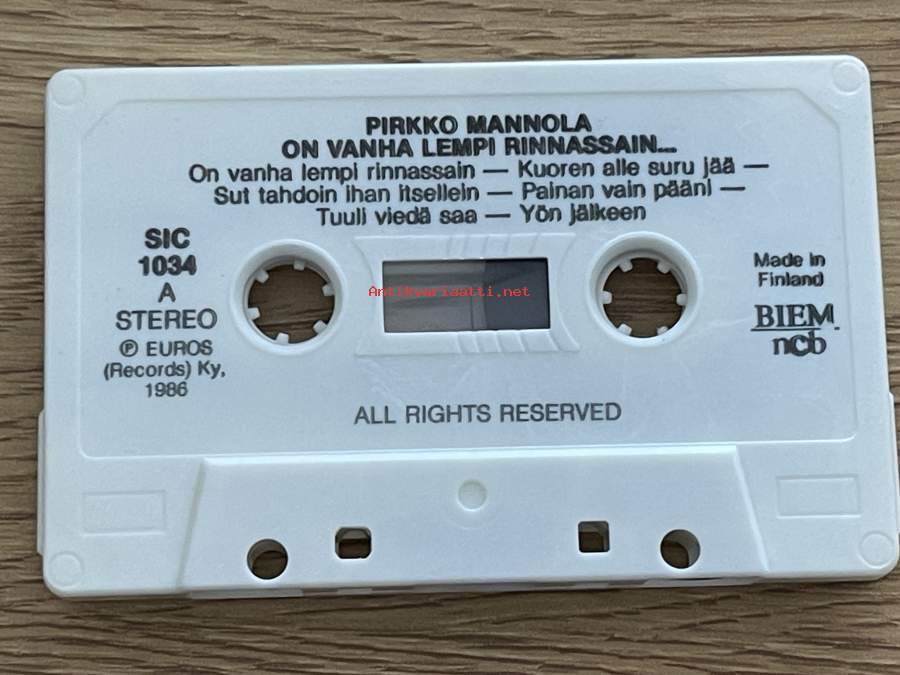 PIRKKO MANNOLA
ON VANHA LEMPI RINNASSAIN...
On vanha lempi rinnassain — Kuoren alle suru jää —
Sut tahdoin ihan itsellein — Painan vain pääni —
Tuuli viedä saa — Yön jälkeen
SIC
1034
A
STEREO
℗ EUROS
(Records) Ky,
1986
Antikvariaatti.net
Made in
Finland
BIEM
ncb
ALL RIGHTS RESERVED